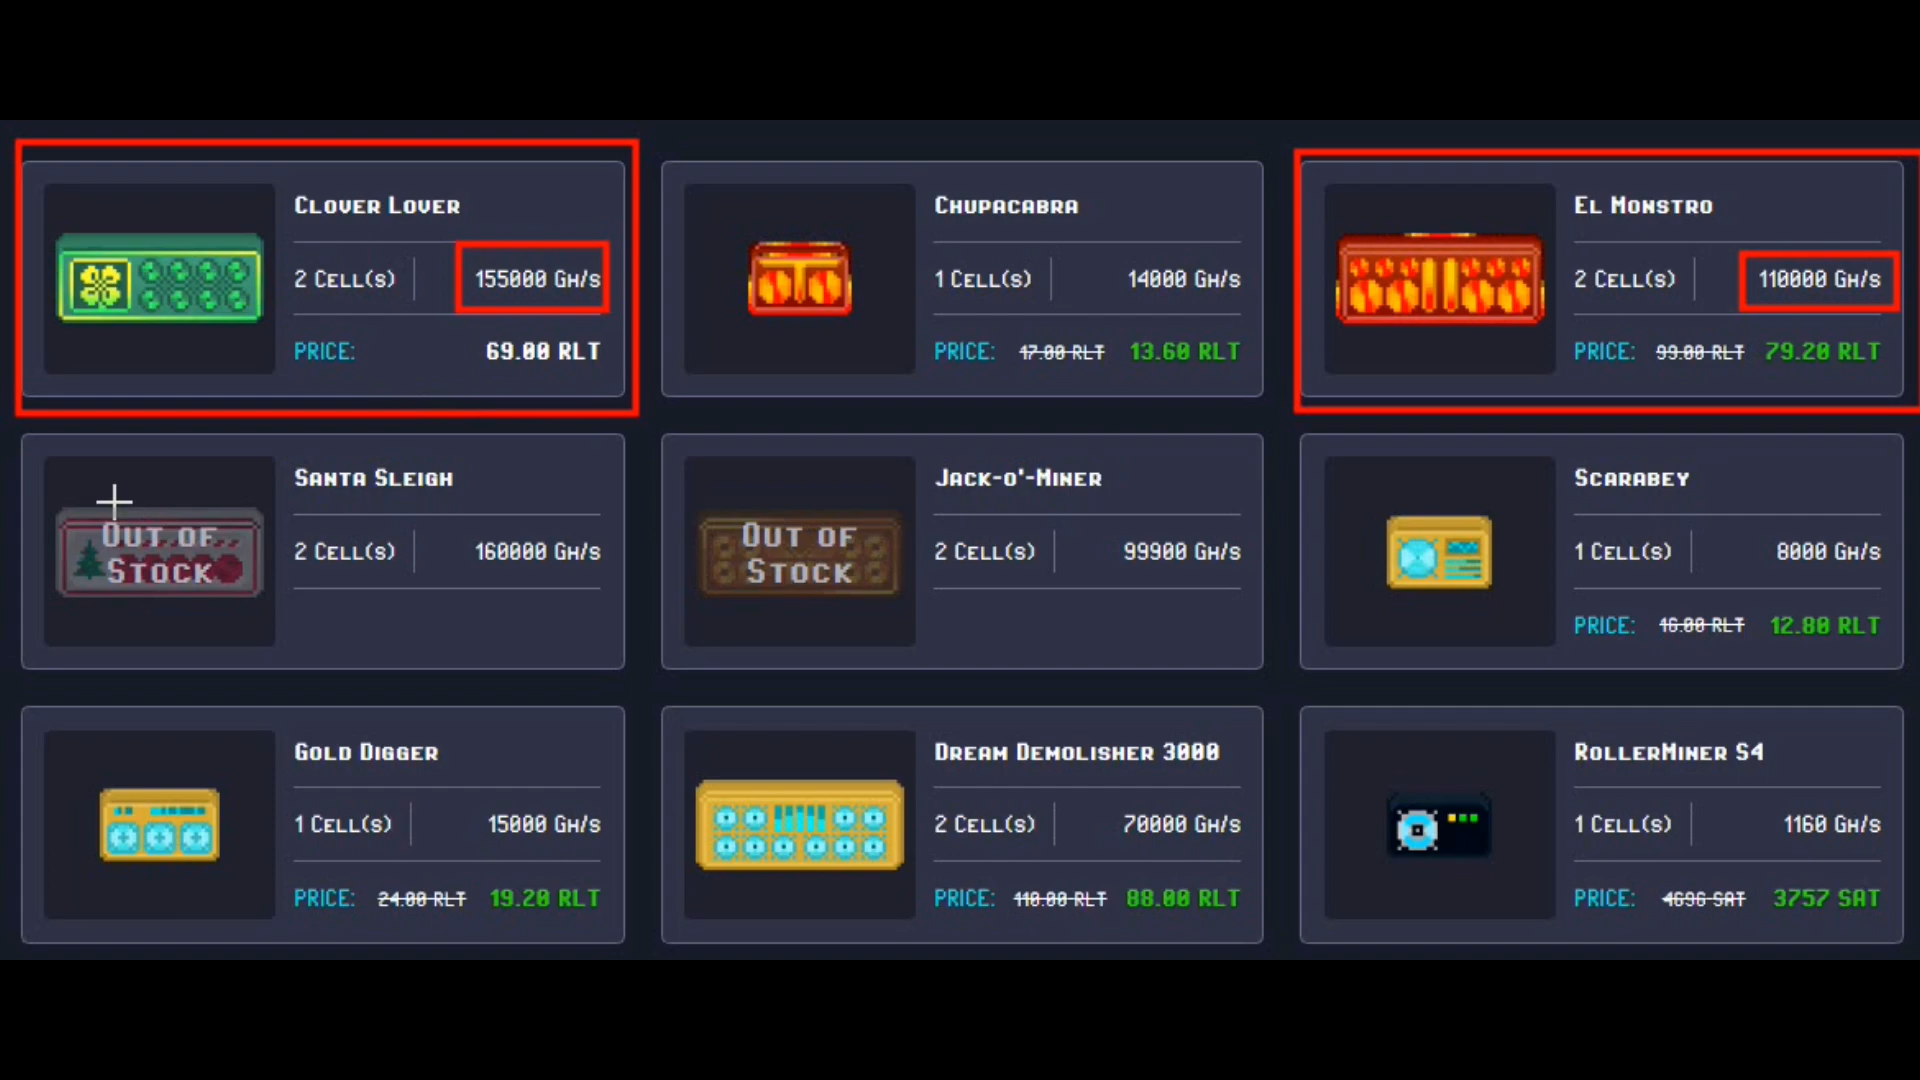 Clover Lover
2 Cell(s) 155000 Gh/s
PRICE: 69.00 RLT
Chupacabra
1 Cell(s) 14000 Gh/s
PRICE: 17.00 RLT 13.60 RLT
El Monstro
2 Cell(s) 110000 Gh/s
PRICE: 99.00 RLT 79.20 RLT
Santa Sleigh
Out of
Stock
2 Cell(s) 160000 Gh/s
Jack-o'-Miner
Out of
Stock
2 Cell(s) 99900 Gh/s
Scarabey
1 Cell(s) 8000 Gh/s
PRICE: 16.00 RLT 12.80 RLT
Gold Digger
1 Cell(s) 15000 Gh/s
PRICE: 24.00 RLT 19.20 RLT
Dream Demolisher 3000
2 Cell(s) 70000 Gh/s
PRICE: 110.00 RLT 88.00 RLT
RollerMiner S4
1 Cell(s) 1160 Gh/s
PRICE: 4696 SAT 3757 SAT